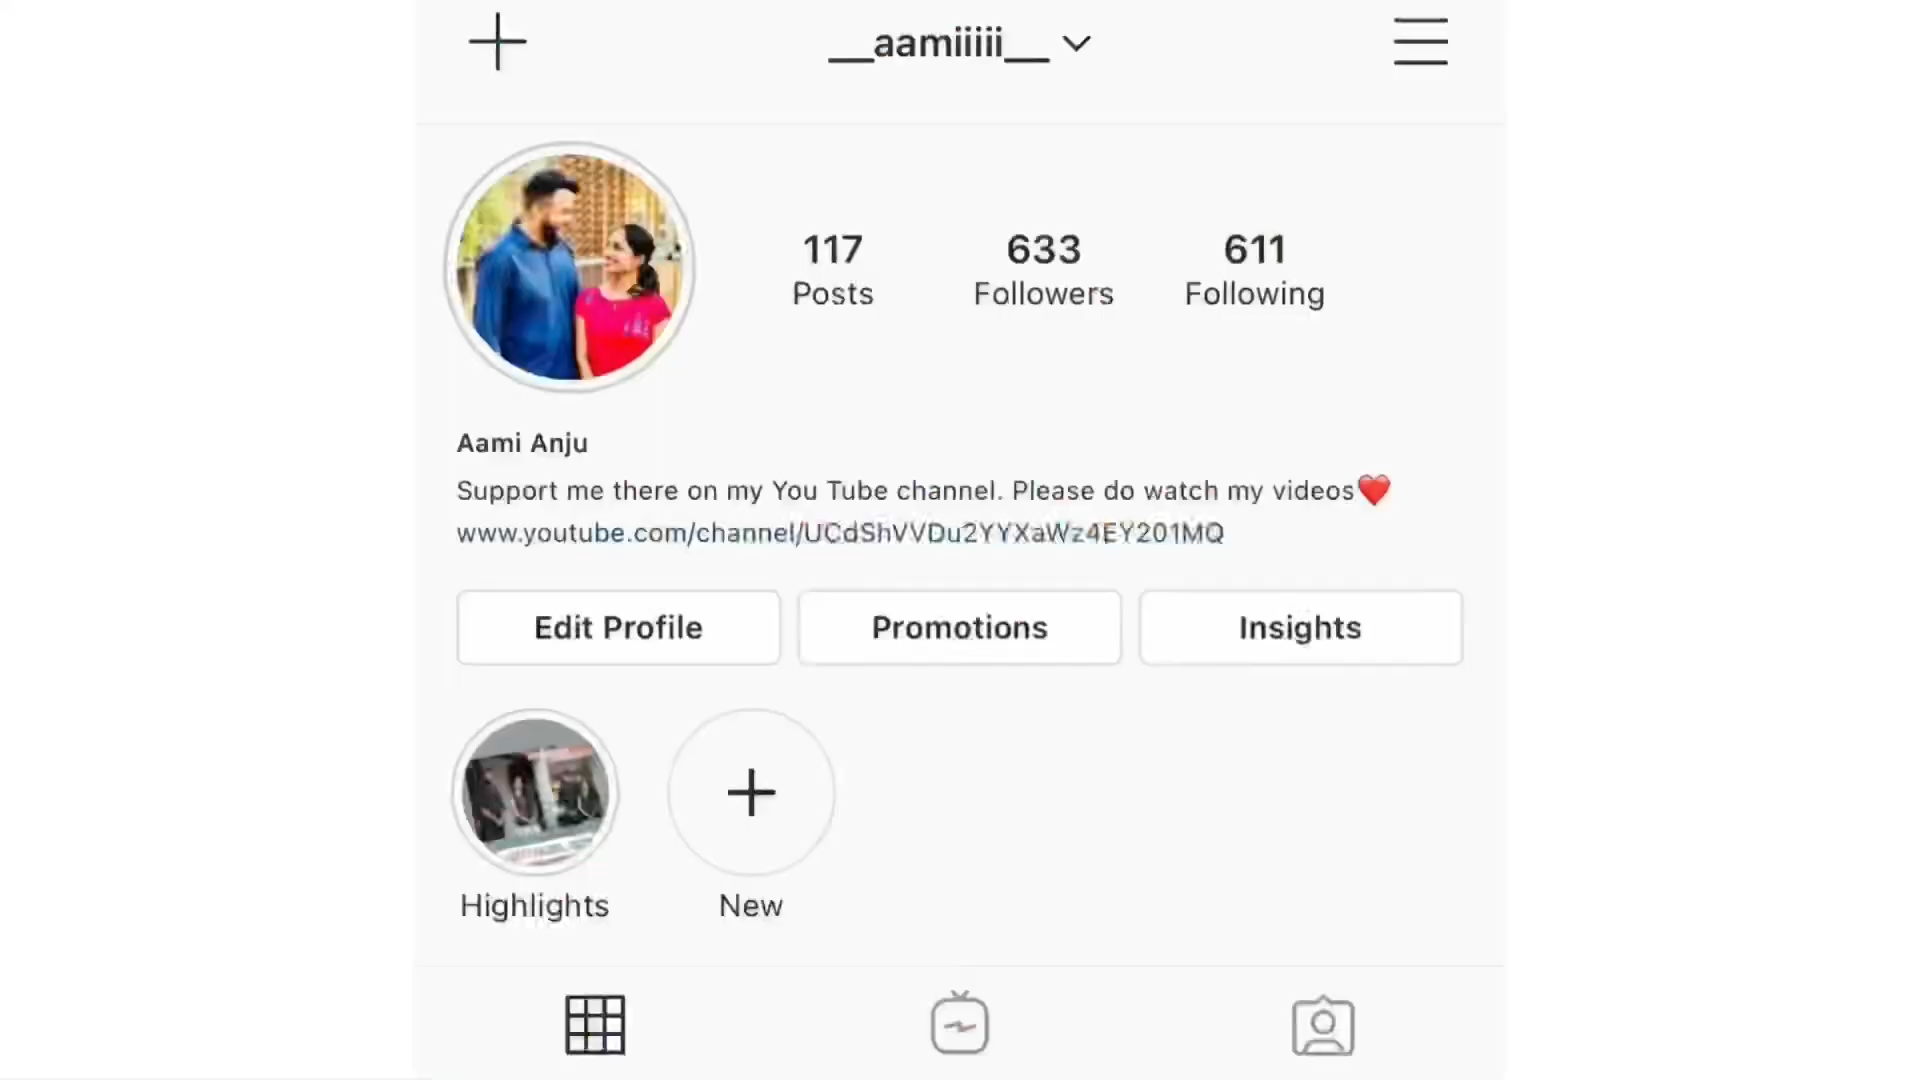 __aamiiiii__
117 633 611
Posts Followers Following
Aami Anju
Support me there on my You Tube channel. Please do watch my videos❤️
www.youtube.com/channel/UCdShVVDu2YYXaWz4EY201MQ
Edit Profile Promotions Insights
Highlights New